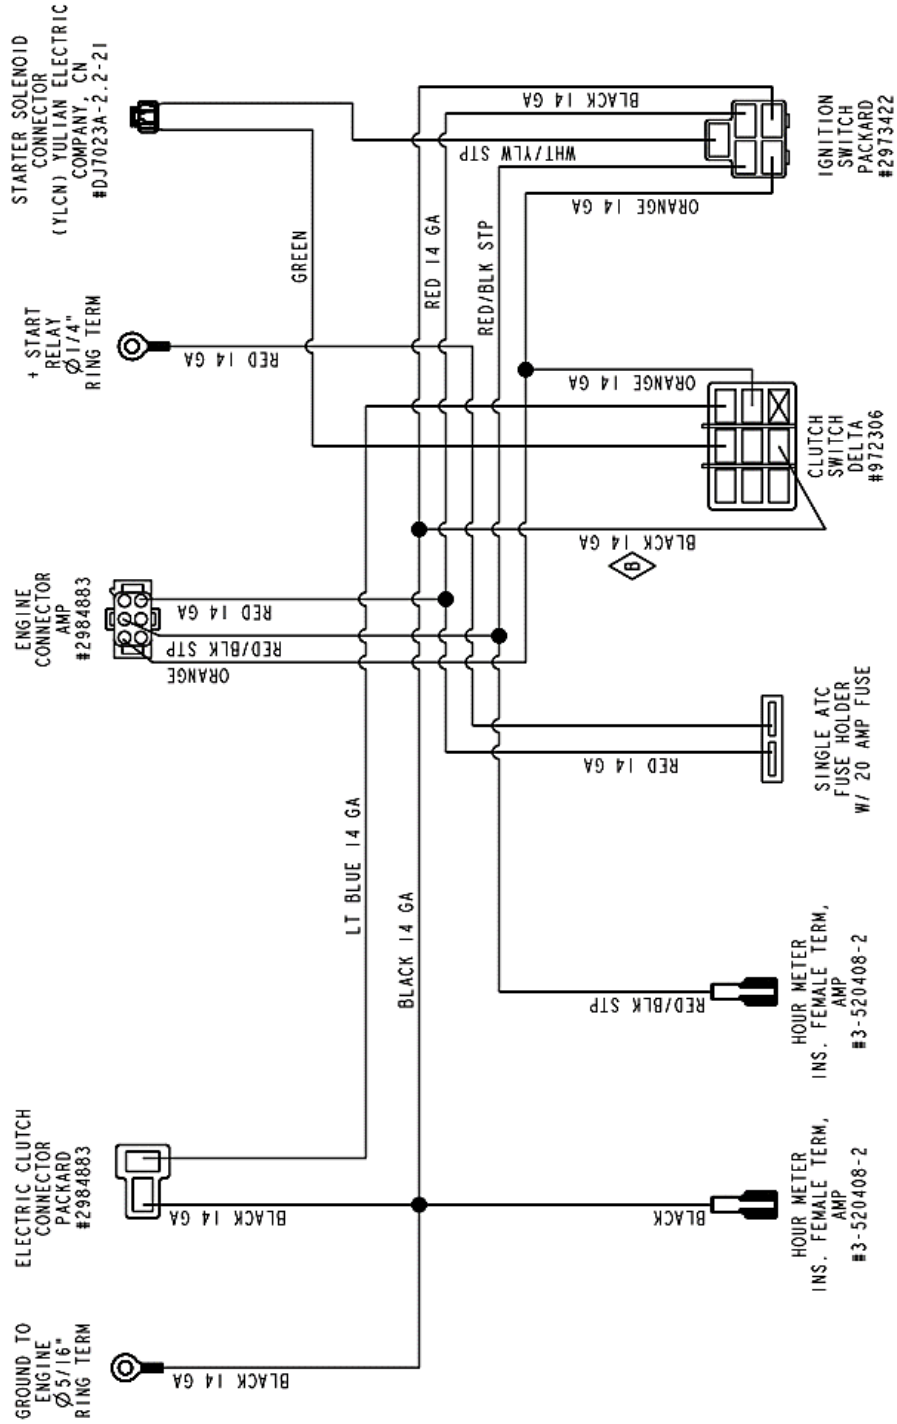 STARTER SOLENOID
CONNECTOR
(YLCN) YULIAN ELECTRIC
COMPANY, CN
#DJ7023A-2.2-21
+ START
RELAY
Ø1/4"
RING TERM
ENGINE
CONNECTOR
AMP
#2984883
ELECTRIC CLUTCH
CONNECTOR
PACKARD
#2984883
GROUND TO
ENGINE
Ø5/16"
RING TERM
GREEN
RED 14 GA
RED 14 GA
RED/BLK STP
ORANGE
LT BLUE 14 GA
BLACK 14 GA
BLACK 14 GA
BLACK 14 GA
RED 14 GA
RED/BLK STP
BLACK 14 GA
WHT/YLW STP
ORANGE 14 GA
ORANGE 14 GA
BLACK 14 GA
B
RED 14 GA
RED/BLK STP
BLACK
IGNITION
SWITCH
PACKARD
#2973422
CLUTCH
SWITCH
DELTA
#972306
SINGLE ATC
FUSE HOLDER
W/ 20 AMP FUSE
HOUR METER
INS. FEMALE TERM,
AMP
#3-520408-2
HOUR METER
INS. FEMALE TERM,
AMP
#3-520408-2